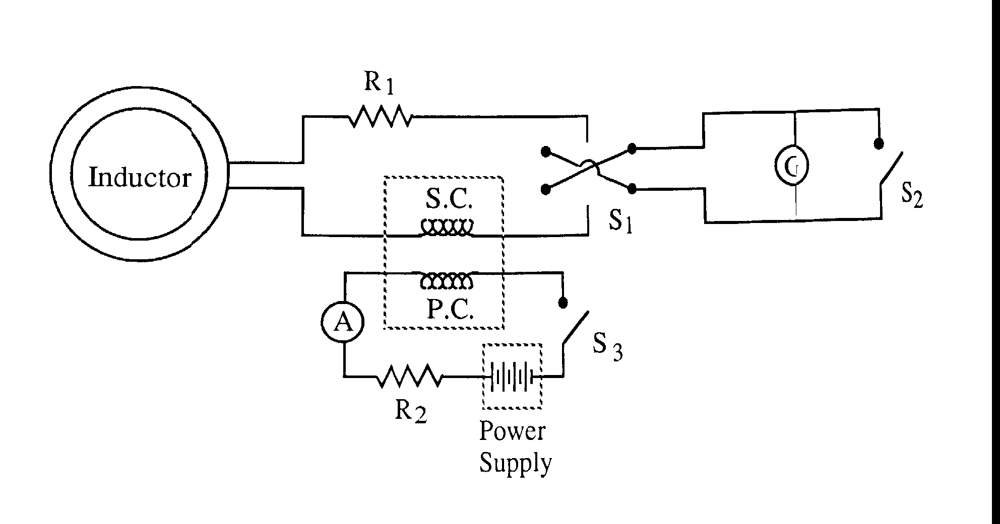 R1
Inductor
S.C.
G
S2
S1
P.C.
A
S3
R2
Power
Supply